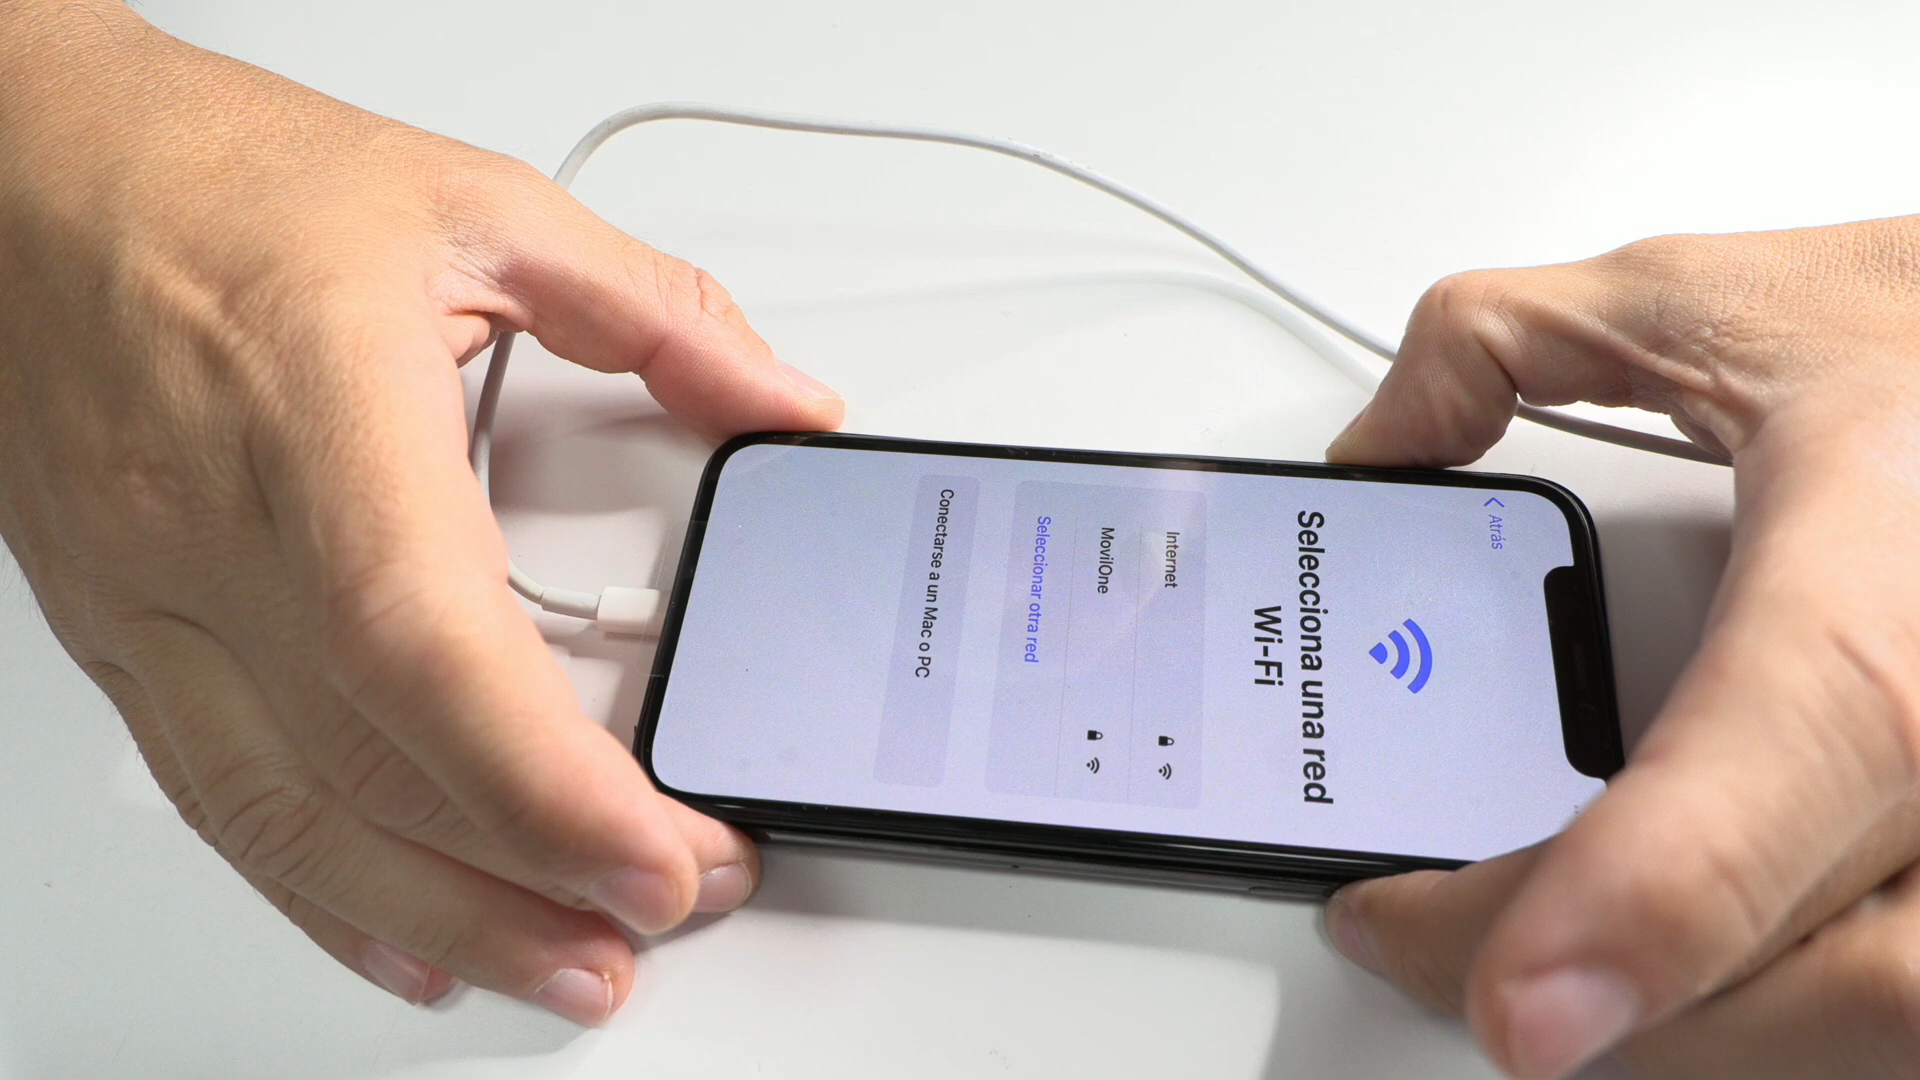 Atrás
Selecciona una red
Wi-Fi
Internet
MovilOne
Seleccionar otra red
Conectarse a un Mac o PC